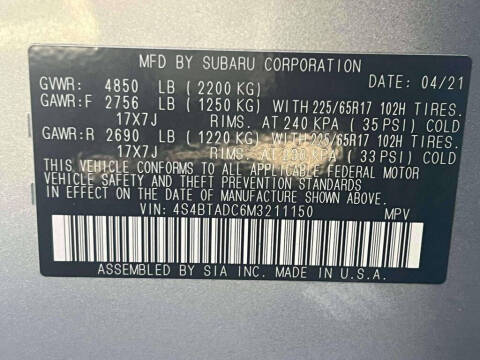 MFD BY SUBARU CORPORATION
GVWR: 4850 LB (2200 KG) DATE: 04/21
GAWR:F 2756 LB (1250 KG) WITH 225/65R17 102H TIRES.
17X7J RIMS. AT 240 KPA (35 PSI) COLD
GAWR:R 2690 LB (1220 KG) WITH 225/65R17 102H TIRES.
17X7J RIMS. AT 230 KPA (33 PSI) COLD
THIS VEHICLE CONFORMS TO ALL APPLICABLE FEDERAL MOTOR
VEHICLE SAFETY AND THEFT PREVENTION STANDARDS
IN EFFECT ON THE DATE OF MANUFACTURE SHOWN ABOVE.
VIN: 4S4BTADC6M3211150 MPV
ASSEMBLED BY SIA INC. MADE IN U.S.A.